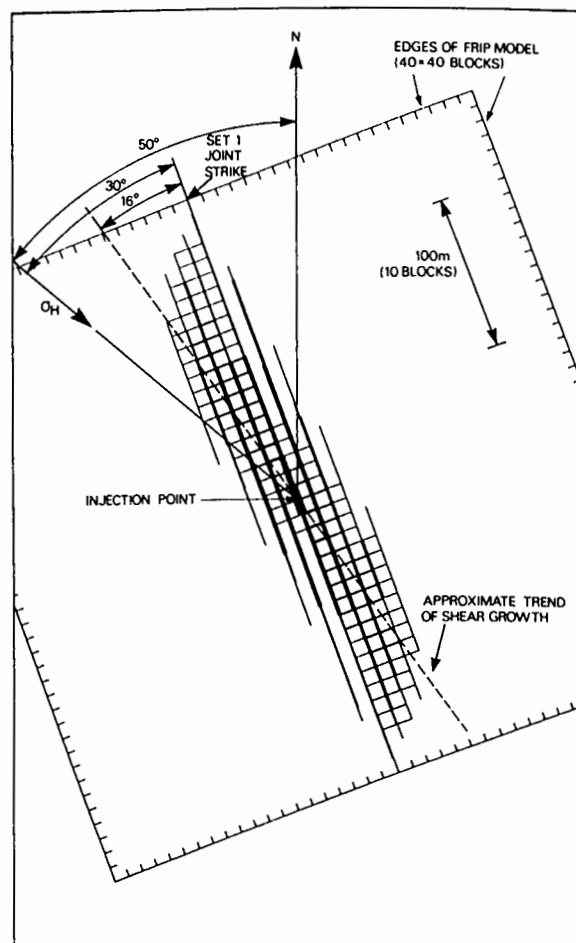 N
EDGES OF FRIP MODEL
(40×40 BLOCKS)
50°
SET 1
JOINT
STRIKE
30°
16°
100m
(10 BLOCKS)
σH
INJECTION POINT
APPROXIMATE TREND
OF SHEAR GROWTH